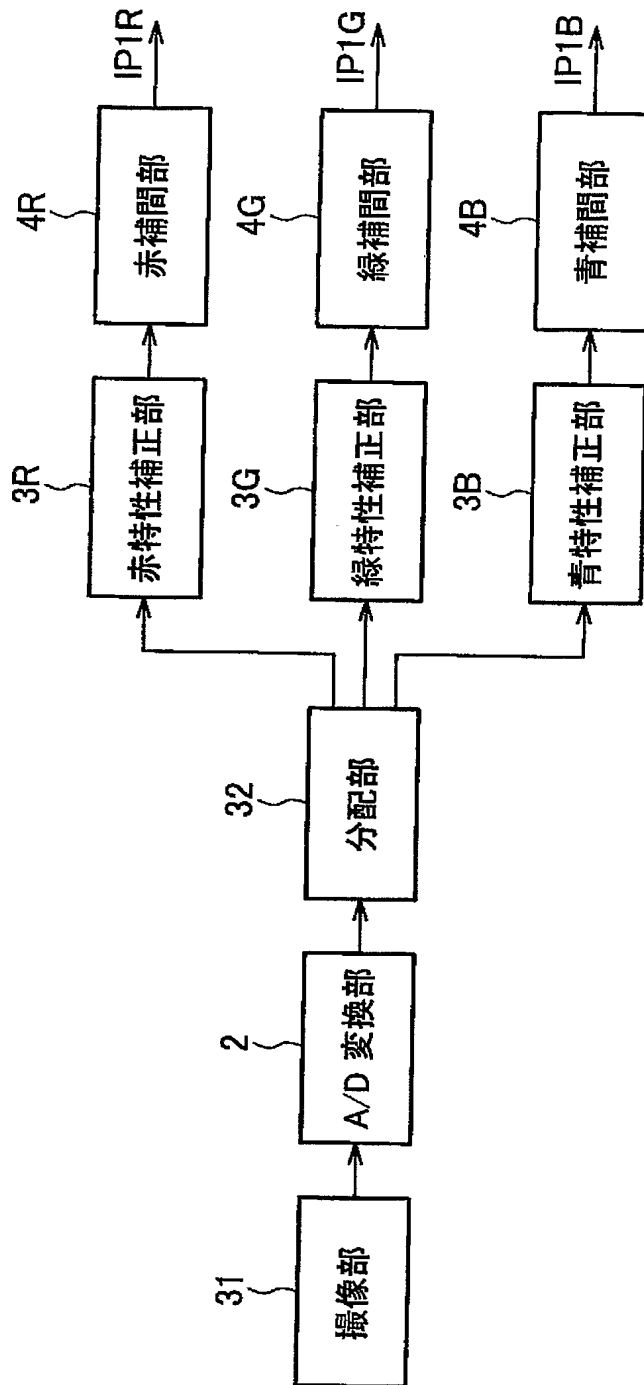 31
撮像部
2
A/D 変換部
32
分配部
3R
赤特性補正部
4R
赤補間部
IP1R
3G
緑特性補正部
4G
緑補間部
IP1G
3B
青特性補正部
4B
青補間部
IP1B